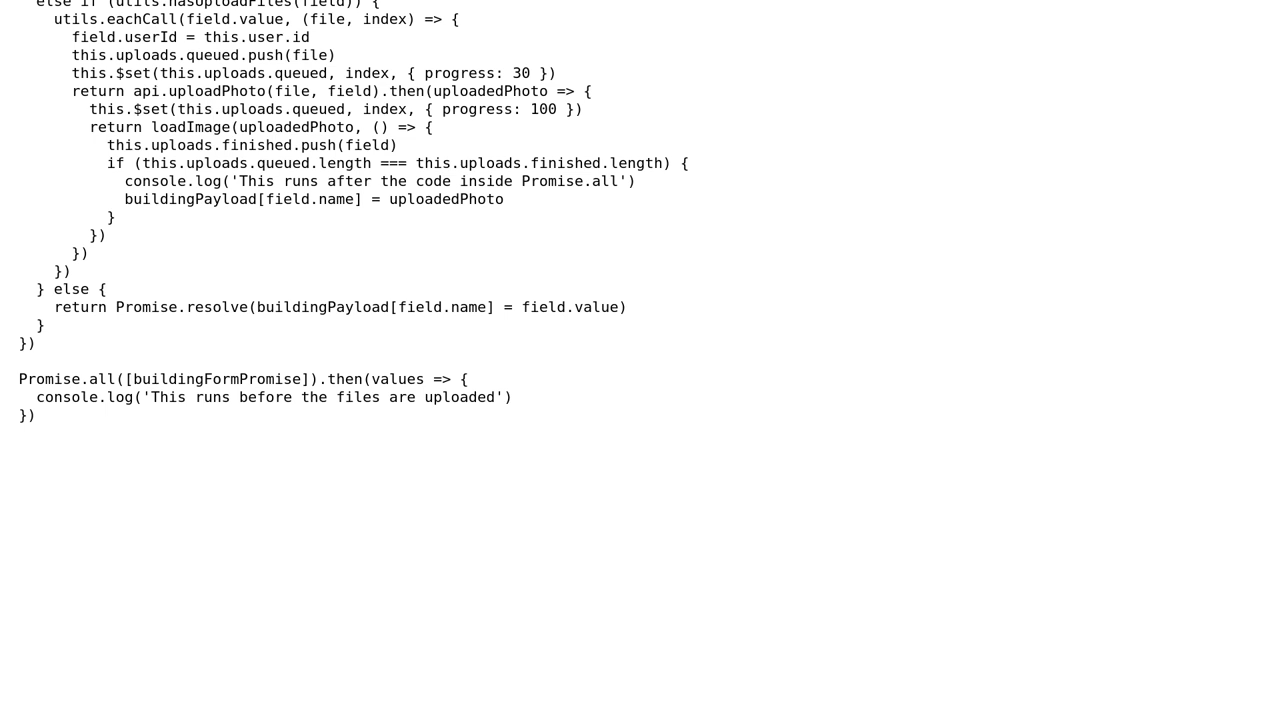 else if (utils.hasUploadFiles(field)) {
utils.eachCall(field.value, (file, index) => {
field.userId = this.user.id
this.uploads.queued.push(file)
this.$set(this.uploads.queued, index, { progress: 30 })
return api.uploadPhoto(file, field).then(uploadedPhoto => {
this.$set(this.uploads.queued, index, { progress: 100 })
return loadImage(uploadedPhoto, () => {
this.uploads.finished.push(field)
if (this.uploads.queued.length === this.uploads.finished.length) {
console.log('This runs after the code inside Promise.all')
buildingPayload[field.name] = uploadedPhoto
}
})
})
})
} else {
return Promise.resolve(buildingPayload[field.name] = field.value)
}
})
Promise.all([buildingFormPromise]).then(values => {
console.log('This runs before the files are uploaded')
})